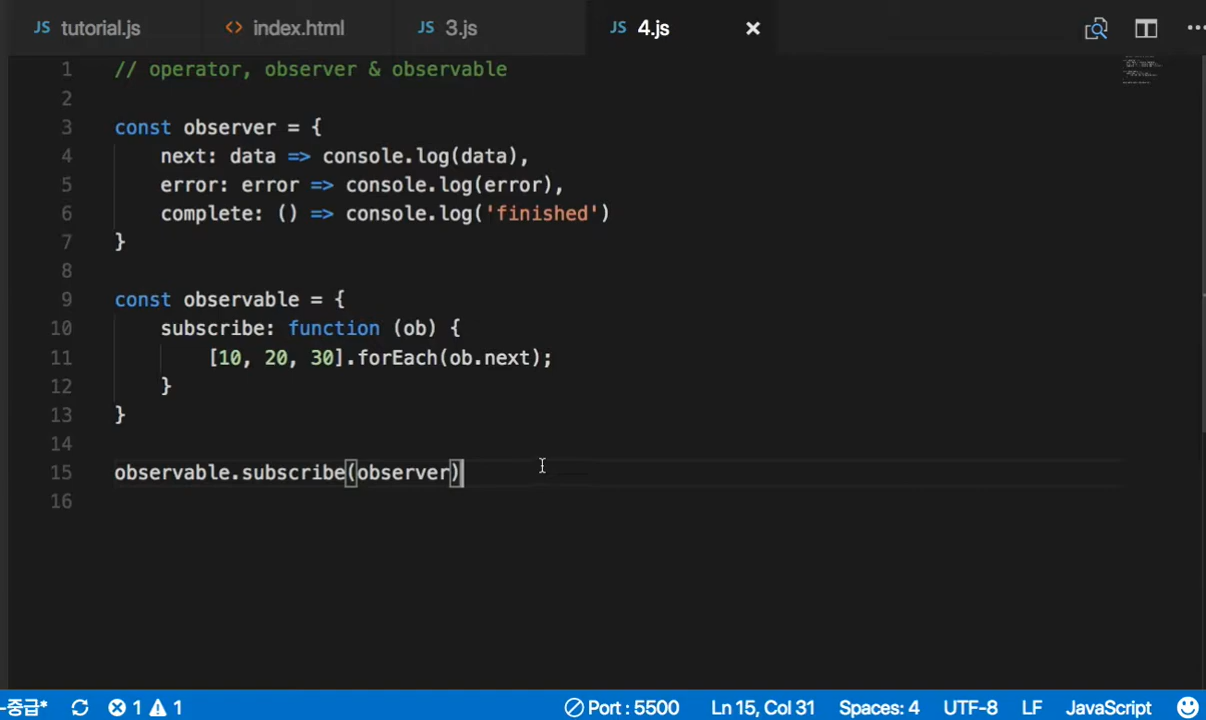 JS tutorial.js <> index.html JS 3.js JS 4.js ×
1 // operator, observer & observable
2
3 const observer = {
4     next: data => console.log(data),
5     error: error => console.log(error),
6     complete: () => console.log('finished')
7 }
8
9 const observable = {
10     subscribe: function (ob) {
11         [10, 20, 30].forEach(ob.next);
12     }
13 }
14
15 observable.subscribe(observer)
16
-중급* 1 1 Port : 5500 Ln 15, Col 31 Spaces: 4 UTF-8 LF JavaScript